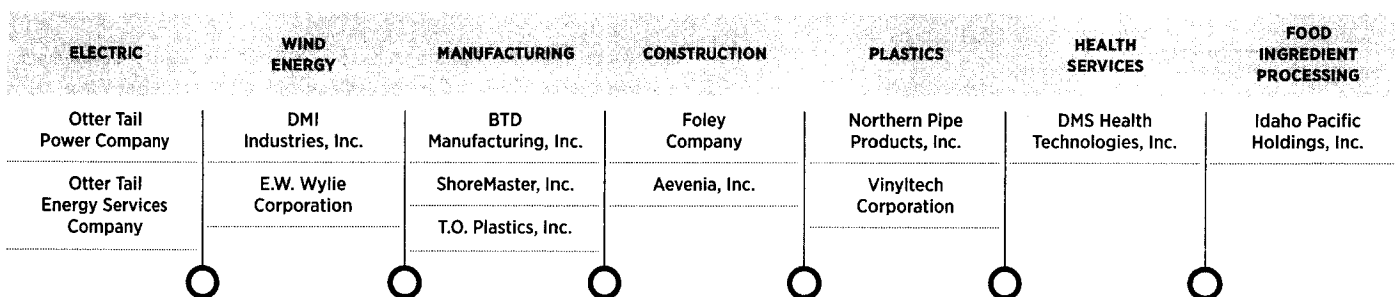 ELECTRIC
WIND
ENERGY
MANUFACTURING
CONSTRUCTION
PLASTICS
HEALTH
SERVICES
FOOD
INGREDIENT
PROCESSING
Otter Tail
Power Company
Otter Tail
Energy Services
Company
DMI
Industries, Inc.
E.W. Wylie
Corporation
BTD
Manufacturing, Inc.
ShoreMaster, Inc.
T.O. Plastics, Inc.
Foley
Company
Aevenia, Inc.
Northern Pipe
Products, Inc.
Vinyltech
Corporation
DMS Health
Technologies, Inc.
Idaho Pacific
Holdings, Inc.